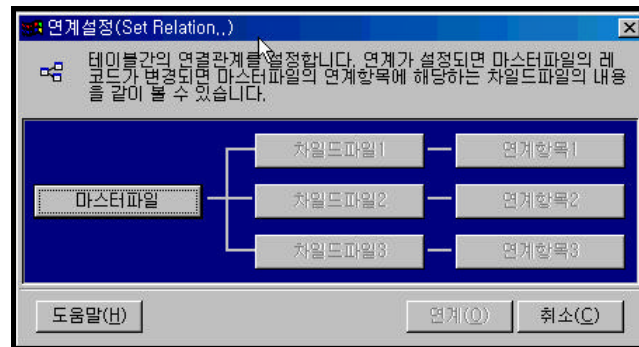 연계설정(Set Relation,,)
테이블간의 연결관계를 설정합니다. 연계가 설정되면 마스터파일의 레
코드가 변경되면 마스터파일의 연계항목에 해당하는 차일드파일의 내용
을 같이 볼 수 있습니다.
차일드파일1 연계항목1
마스터파일 차일드파일2 연계항목2
차일드파일3 연계항목3
도움말(H) 연계(O) 취소(C)